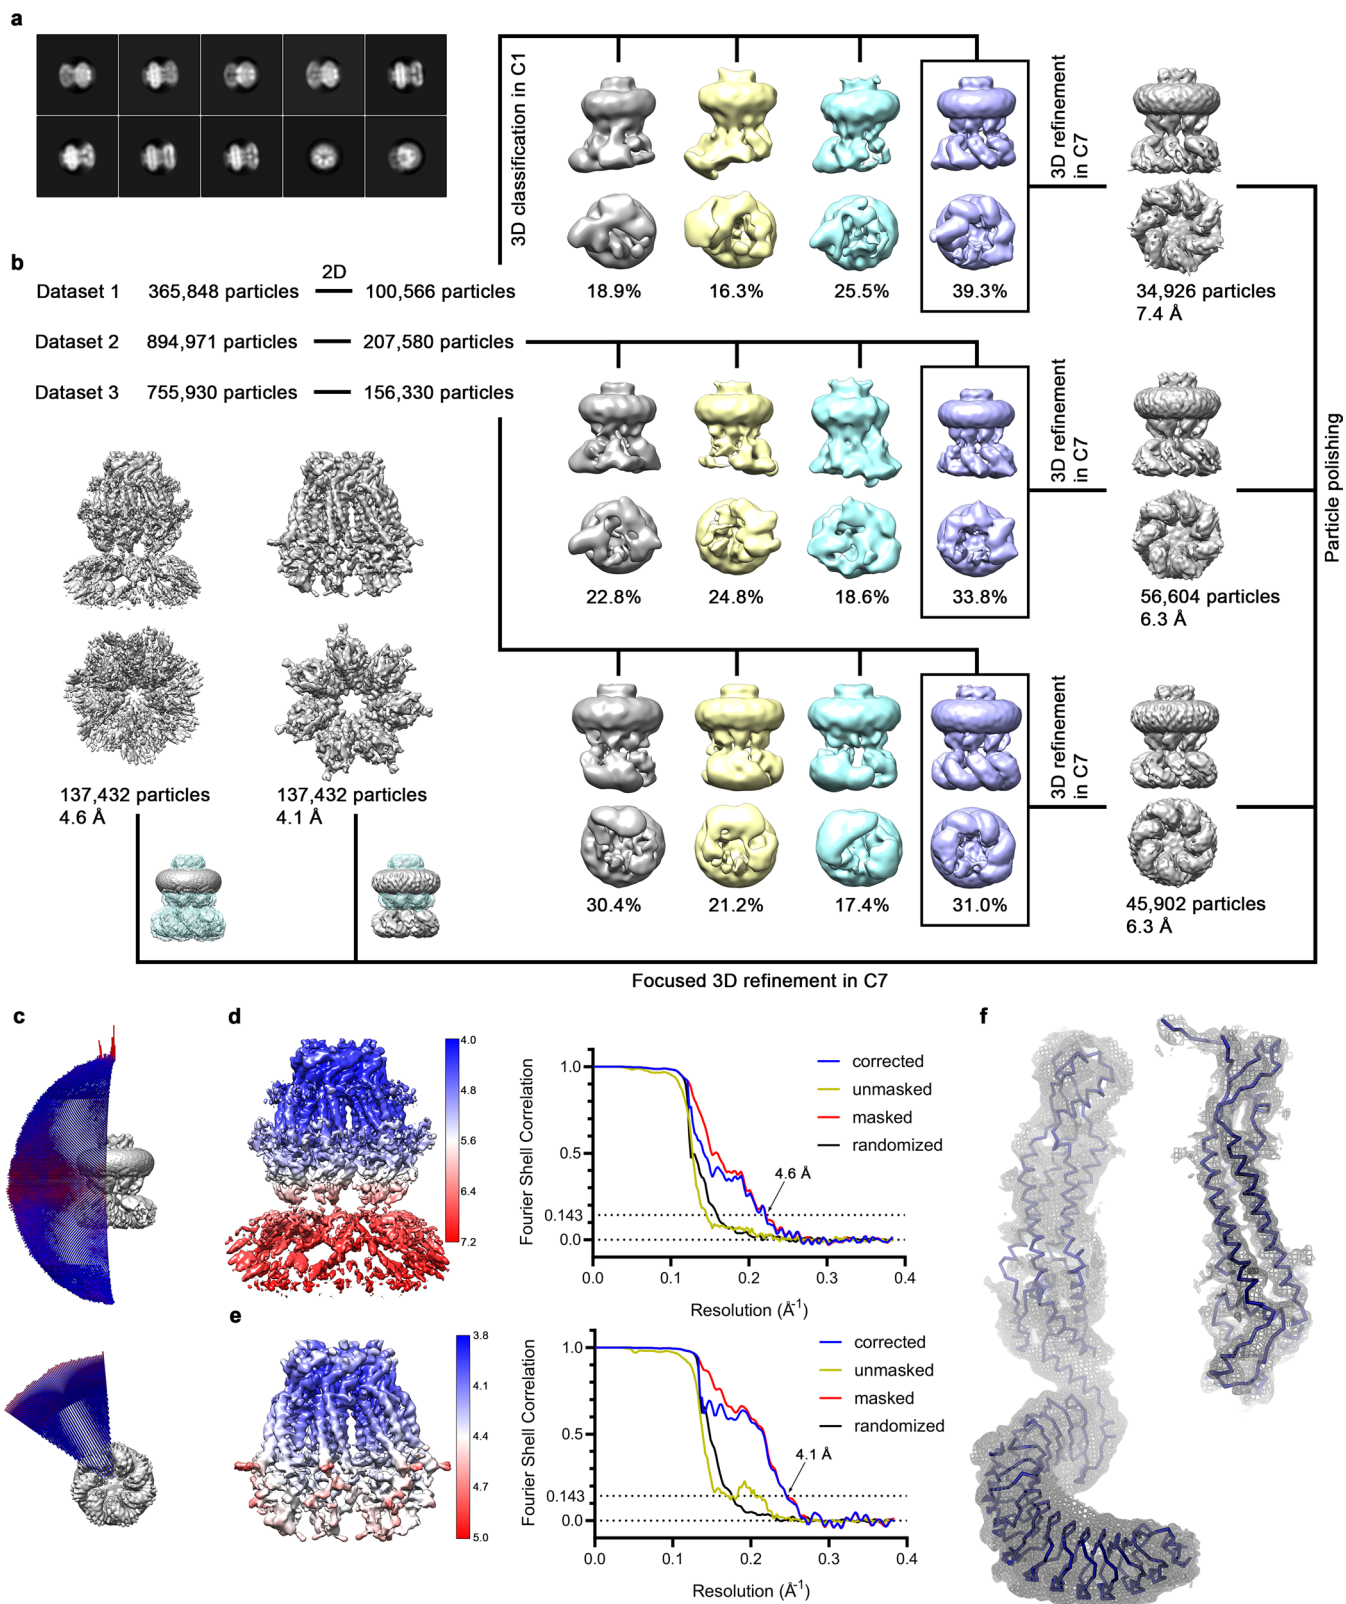 a
3D classification in C1
3D refinement
in C7
18.9%
16.3%
25.5%
39.3%
34,926 particles
7.4 Å
b
2D
Dataset 1
365,848 particles
100,566 particles
Dataset 2
894,971 particles
207,580 particles
Dataset 3
755,930 particles
156,330 particles
3D refinement
in C7
22.8%
24.8%
18.6%
33.8%
56,604 particles
6.3 Å
Particle polishing
3D refinement
in C7
30.4%
21.2%
17.4%
31.0%
45,902 particles
6.3 Å
137,432 particles
4.6 Å
137,432 particles
4.1 Å
Focused 3D refinement in C7
c
d
4.0
4.8
5.6
6.4
7.2
Fourier Shell Correlation
1.0
0.5
0.143
0.0
corrected
unmasked
masked
randomized
4.6 Å
0.0
0.1
0.2
0.3
0.4
Resolution (Å-1)
e
3.8
4.1
4.4
4.7
5.0
Fourier Shell Correlation
1.0
0.5
0.143
0.0
corrected
unmasked
masked
randomized
4.1 Å
0.0
0.1
0.2
0.3
0.4
Resolution (Å-1)
f